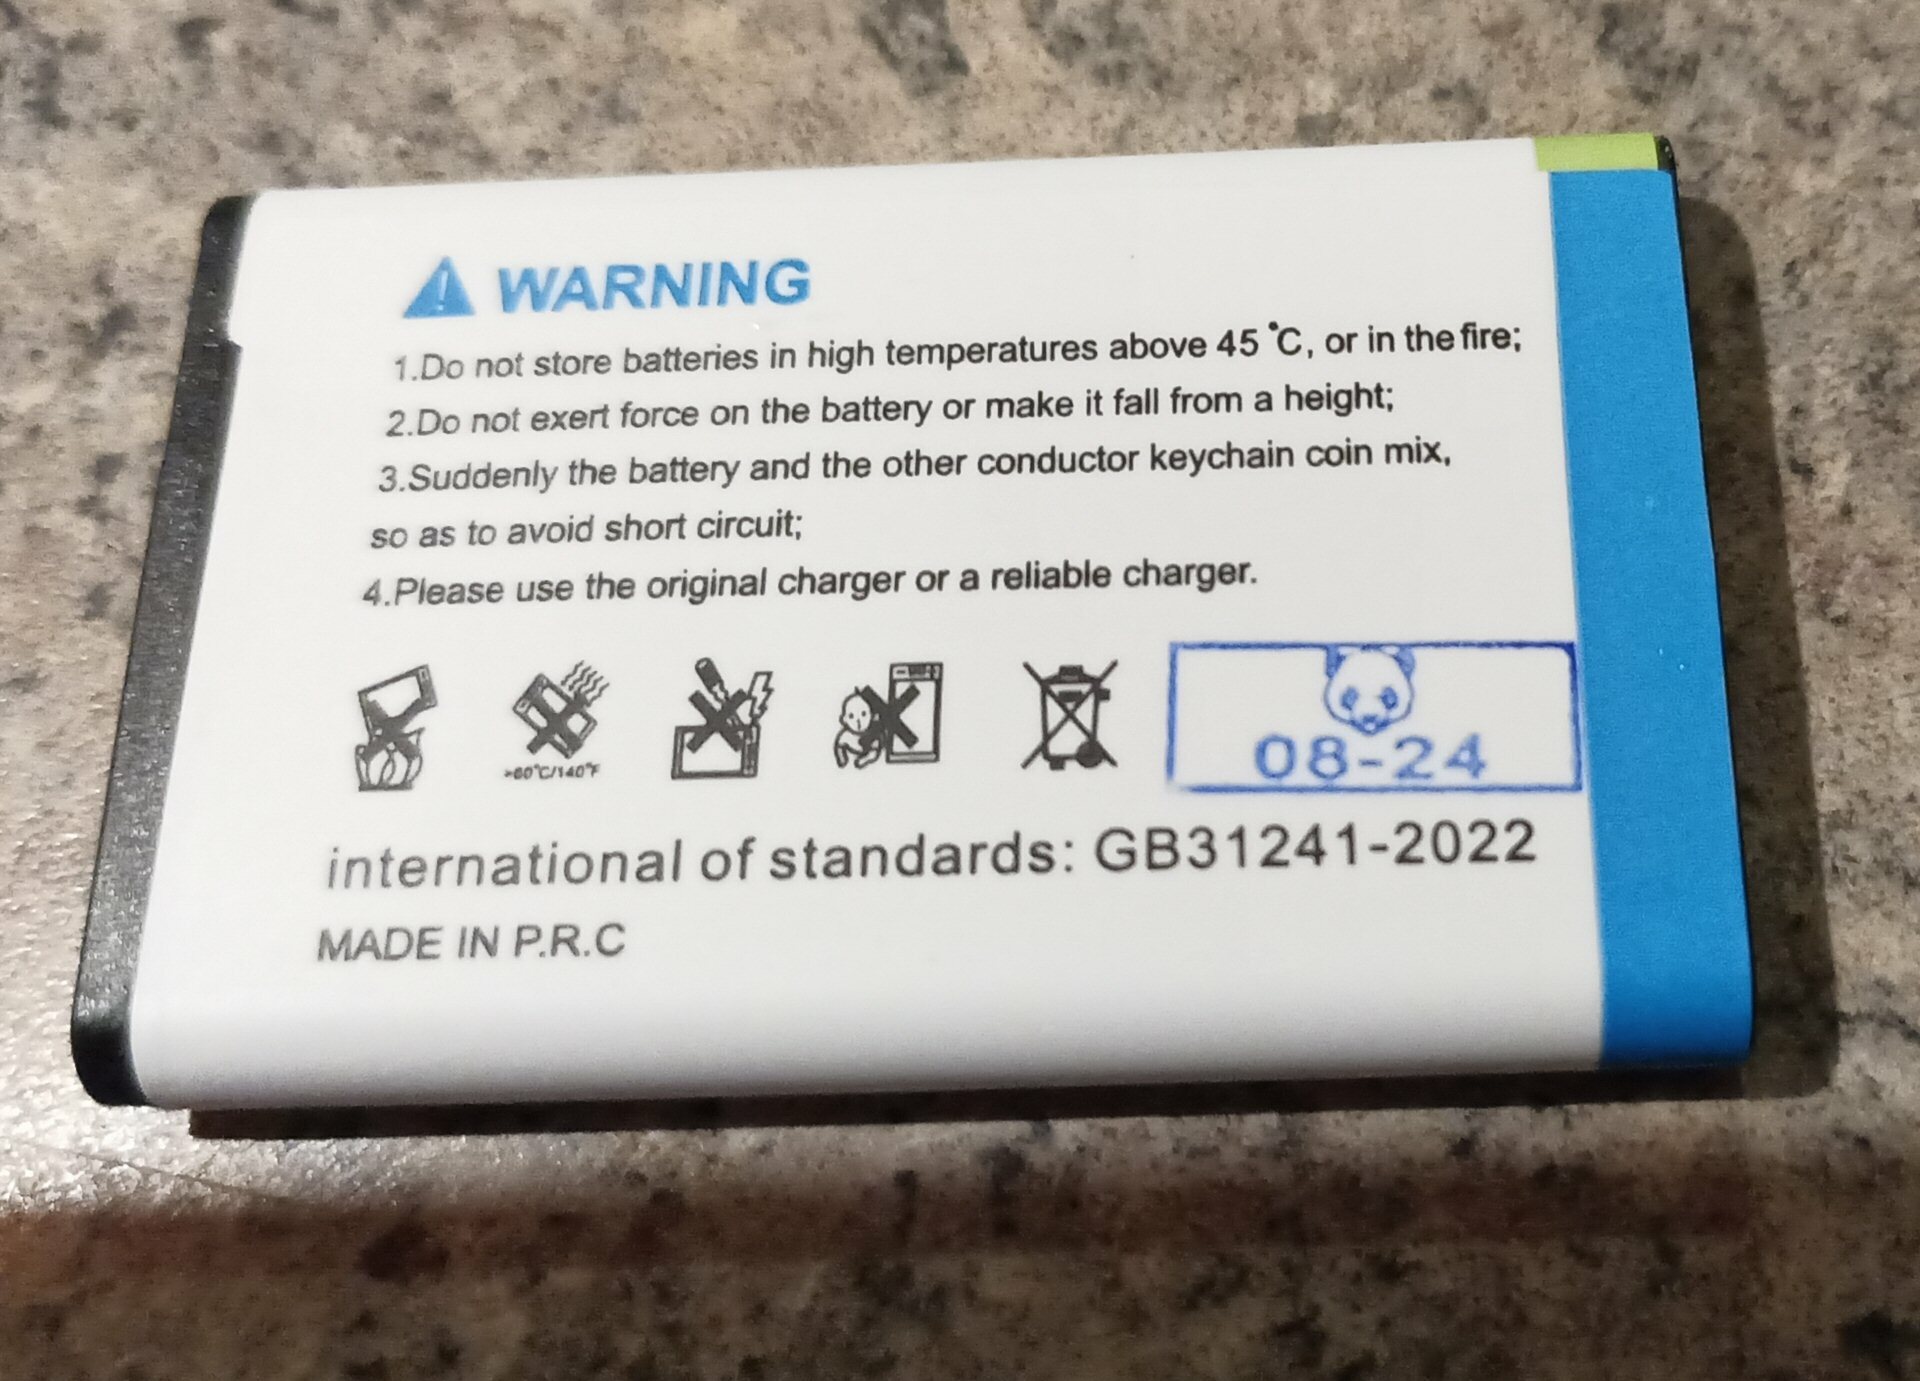 WARNING
1.Do not store batteries in high temperatures above 45 °C, or in the fire;
2.Do not exert force on the battery or make it fall from a height;
3.Suddenly the battery and the other conductor keychain coin mix,
so as to avoid short circuit;
4.Please use the original charger or a reliable charger.
>60°C/140°F
08-24
international of standards: GB31241-2022
MADE IN P.R.C